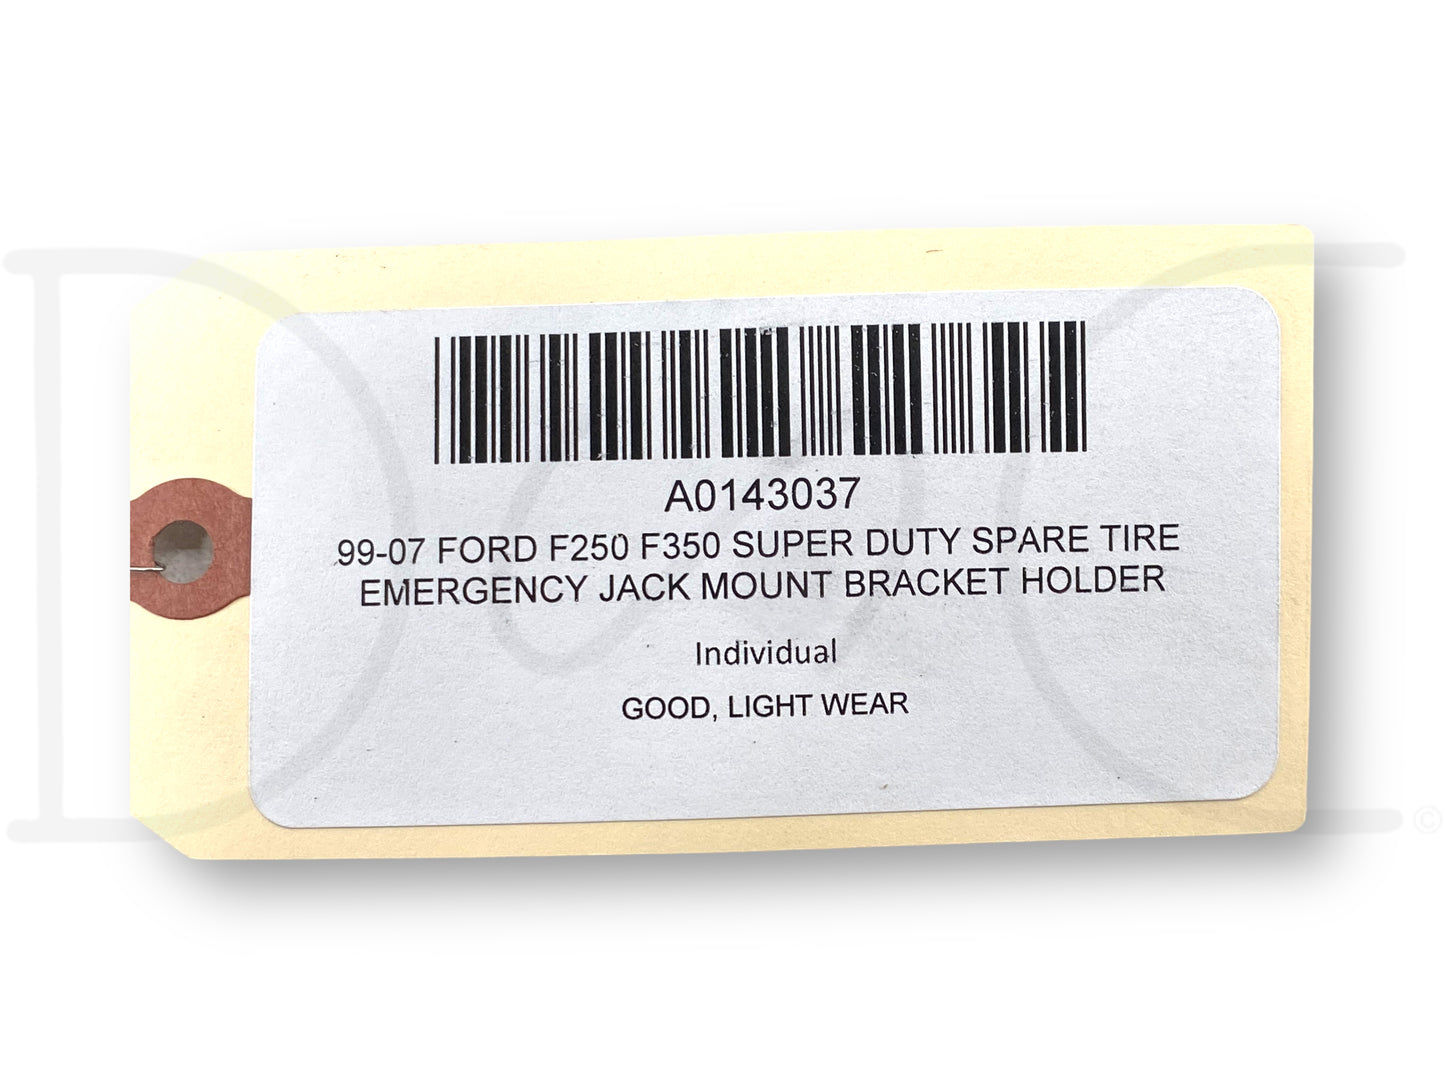 A0143037
99-07 FORD F250 F350 SUPER DUTY SPARE TIRE
EMERGENCY JACK MOUNT BRACKET HOLDER
Individual
GOOD, LIGHT WEAR
©